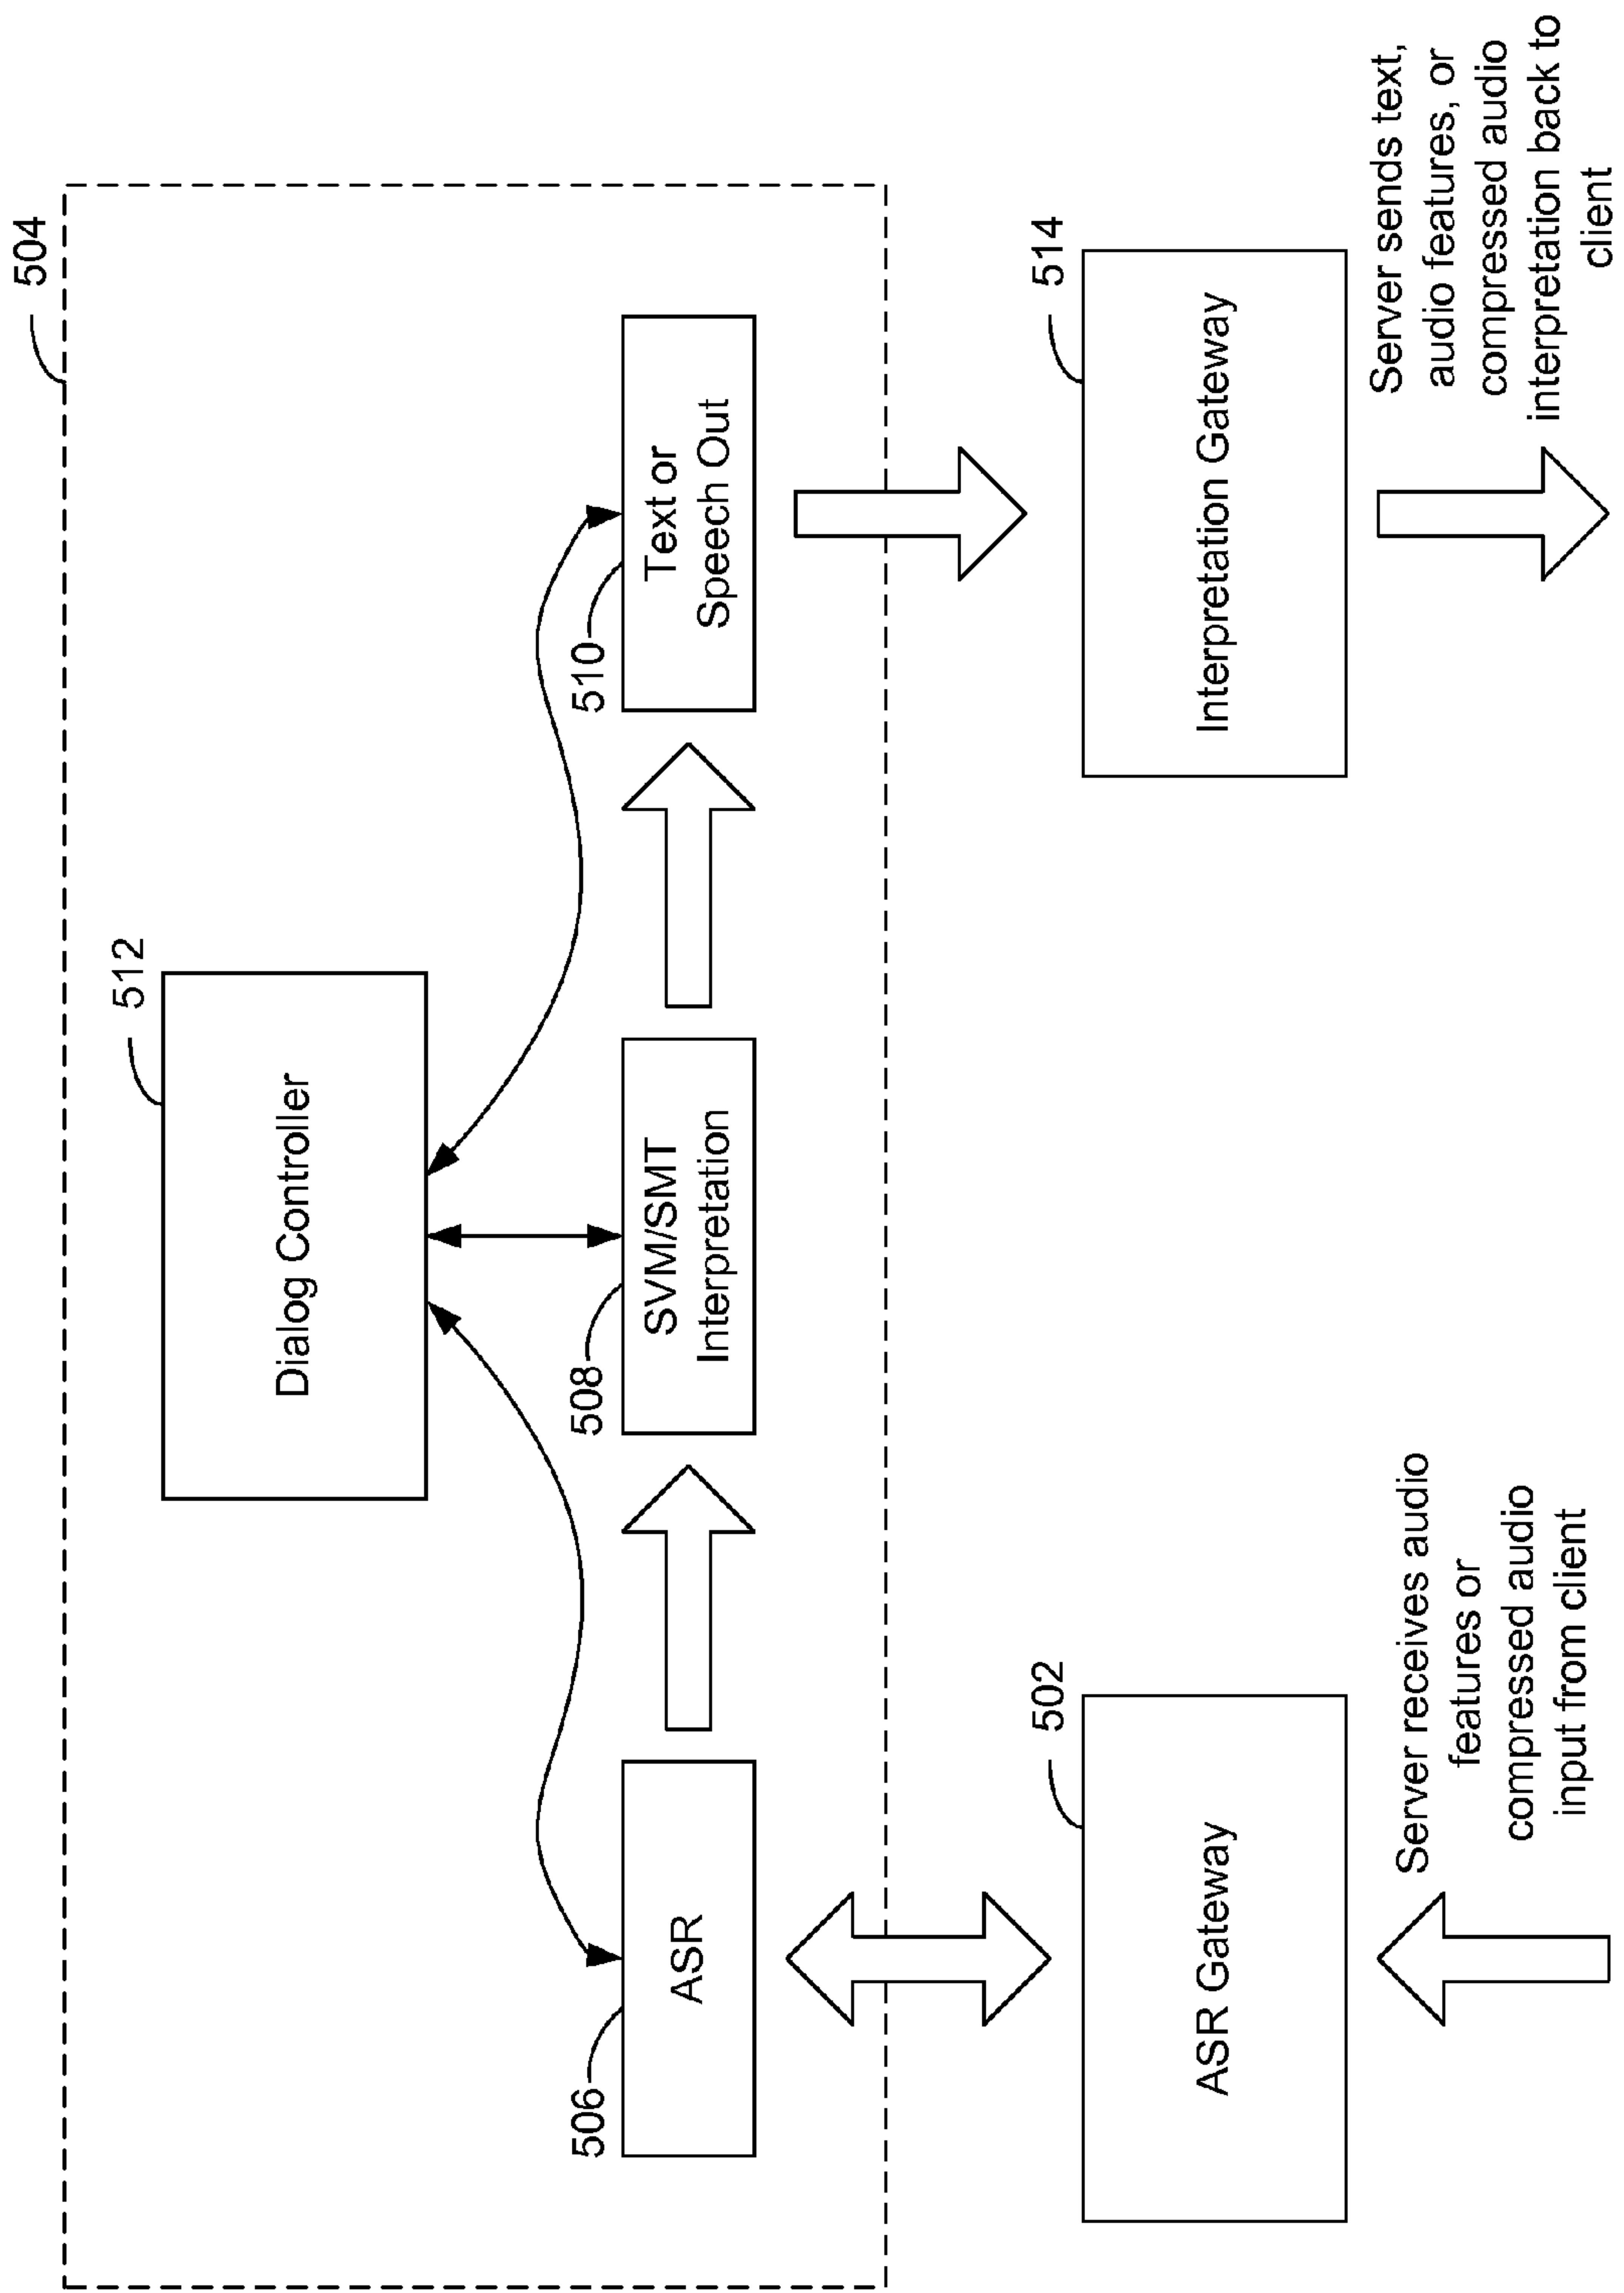 504
512
Dialog Controller
506
ASR
508
SVM/SMT
Interpretation
510
Text or
Speech Out
502
ASR Gateway
514
Interpretation Gateway
Server receives audio
features or
compressed audio
input from client
Server sends text,
audio features, or
compressed audio
interpretation back to
client